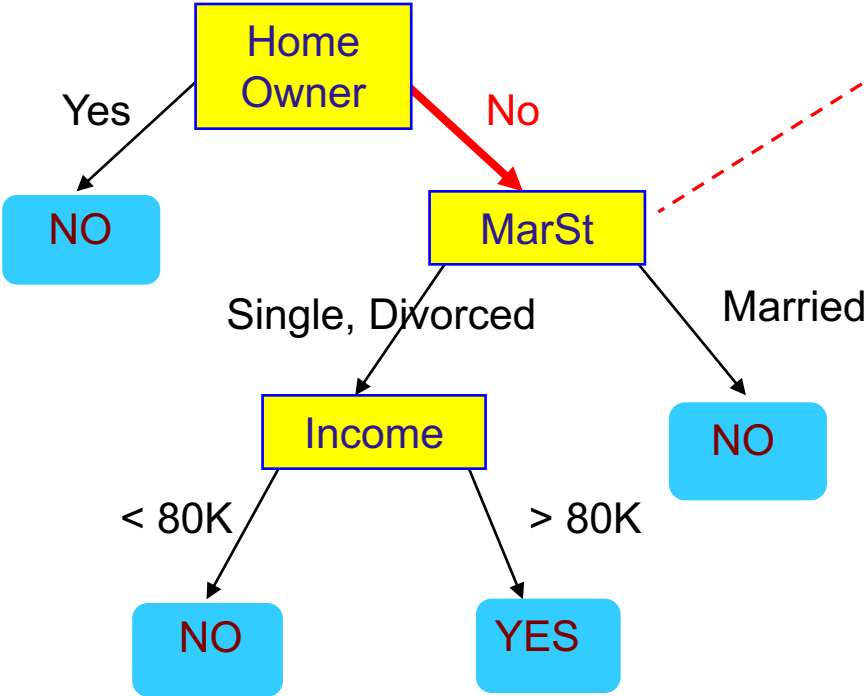 Home
Owner
Yes
No
NO
MarSt
Single, Divorced
Married
Income
NO
< 80K
> 80K
NO
YES